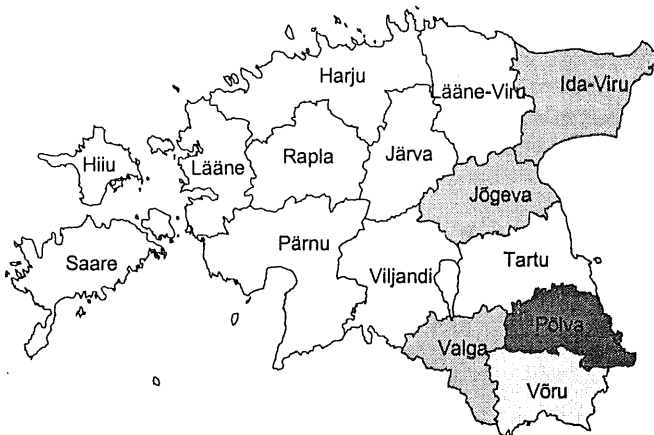 Harju
Lääne-Viru
Ida-Viru
Hiiu
Lääne
Rapla
Järva
Jõgeva
Saare
Pärnu
Viljandi
Tartu
Valga
Põlva
Võru